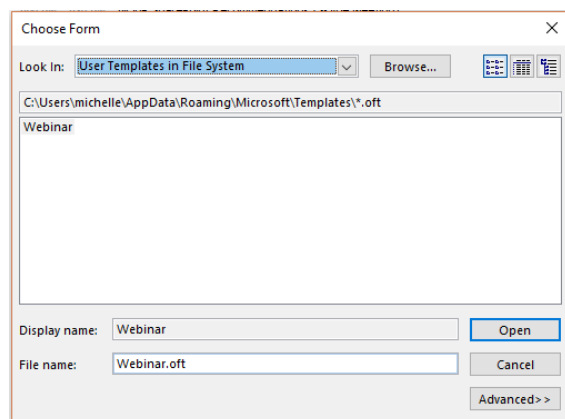 Choose Form
Look In: User Templates in File System Browse...
C:\Users\michelle\AppData\Roaming\Microsoft\Templates\*.oft
Webinar
Display name: Webinar Open
File name: Webinar.oft Cancel
Advanced>>